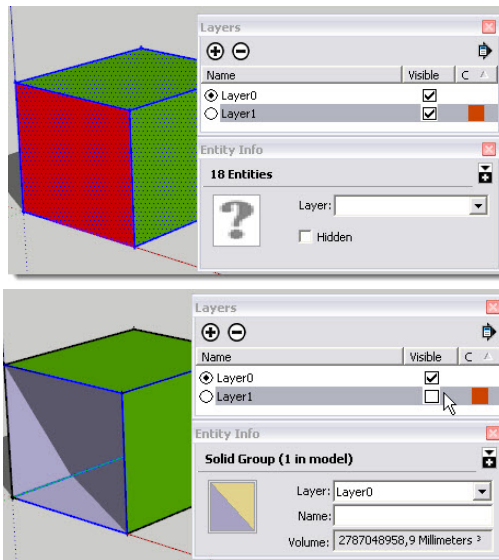 Layers
Name Visible C
Layer0
Layer1
Entity Info
18 Entities
?
Layer:
Hidden
Layers
Name Visible C
Layer0
Layer1
Entity Info
Solid Group (1 in model)
Layer: Layer0
Name:
Volume: 2787048958,9 Millimeters ³